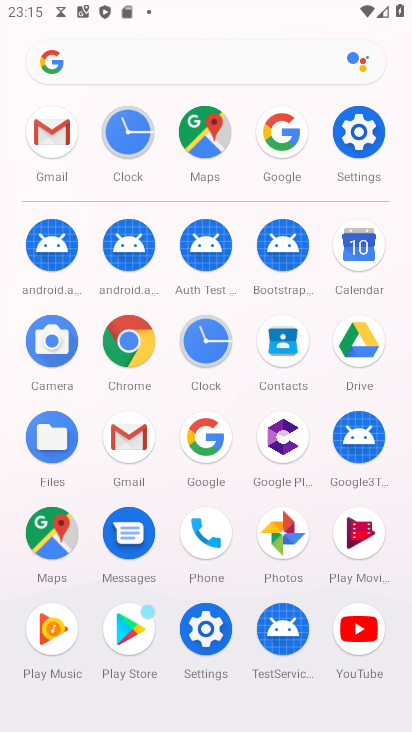 23:15
Gmail Clock Maps Google Settings
android.a... android.a... Auth Test ... Bootstrap... Calendar
10
Camera Chrome Clock Contacts Drive
Files Gmail Google Google Pl... Google3T...
Maps Messages Phone Photos Play Movi...
Play Music Play Store Settings TestServic... YouTube